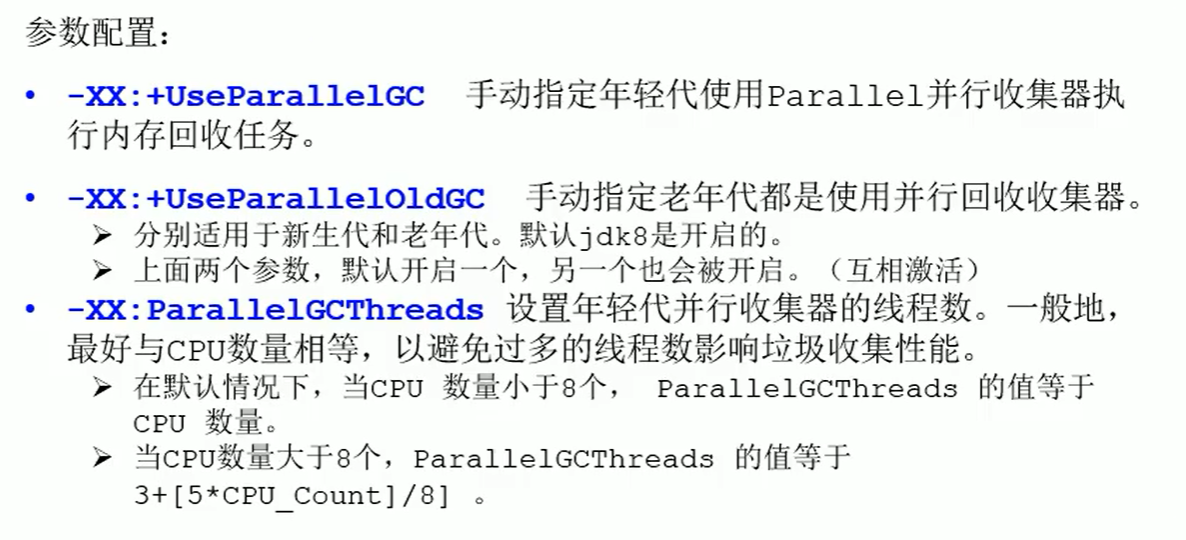 参数配置：
• -XX:+UseParallelGC 手动指定年轻代使用Parallel并行收集器执
行内存回收任务。
• -XX:+UseParallelOldGC 手动指定老年代都是使用并行回收收集器。
➢ 分别适用于新生代和老年代。默认jdk8是开启的。
➢ 上面两个参数，默认开启一个，另一个也会被开启。（互相激活）
• -XX:ParallelGCThreads 设置年轻代并行收集器的线程数。一般地，
最好与CPU数量相等，以避免过多的线程数影响垃圾收集性能。
➢ 在默认情况下，当CPU 数量小于8个， ParallelGCThreads 的值等于
CPU 数量。
➢ 当CPU数量大于8个，ParallelGCThreads 的值等于
3+[5*CPU_Count]/8] 。